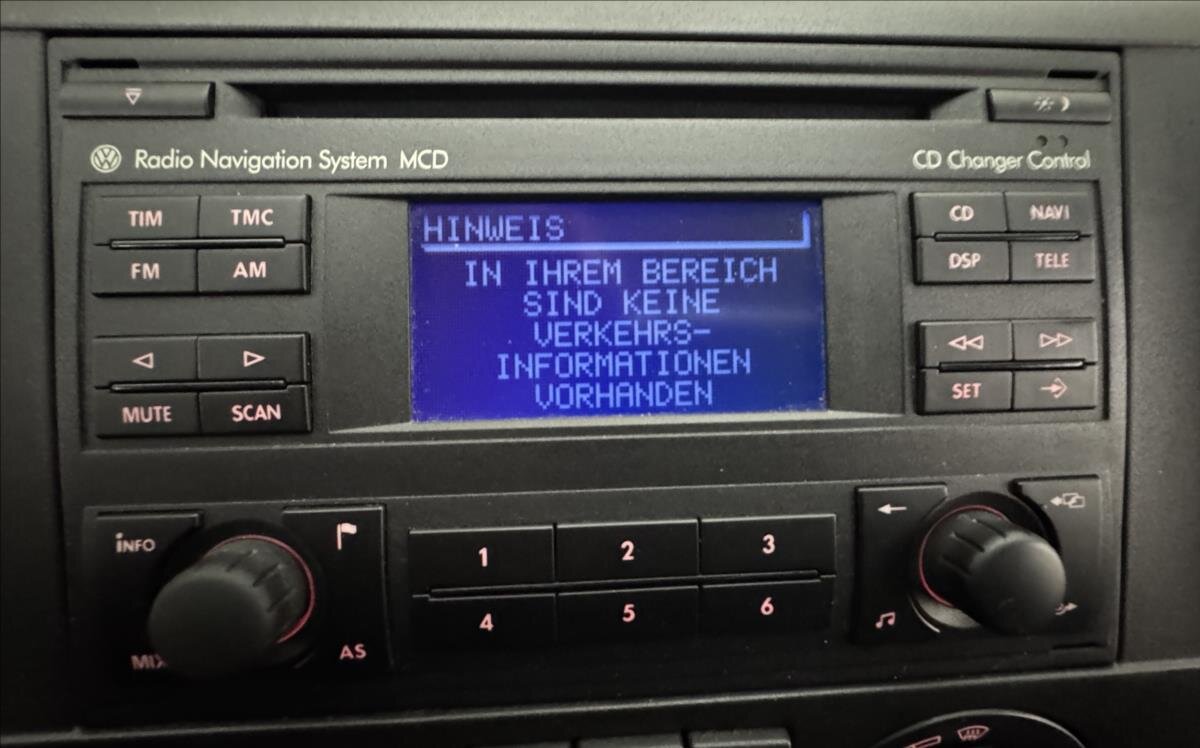 Radio Navigation System MCD
CD Changer Control
TIM TMC
FM AM
MUTE SCAN
HINWEIS
IN IHREM BEREICH
SIND KEINE
VERKEHRS-
INFORMATIONEN
VORHANDEN
CD NAVI
DSP TELE
SET
INFO
MIX
AS
1 2 3
4 5 6